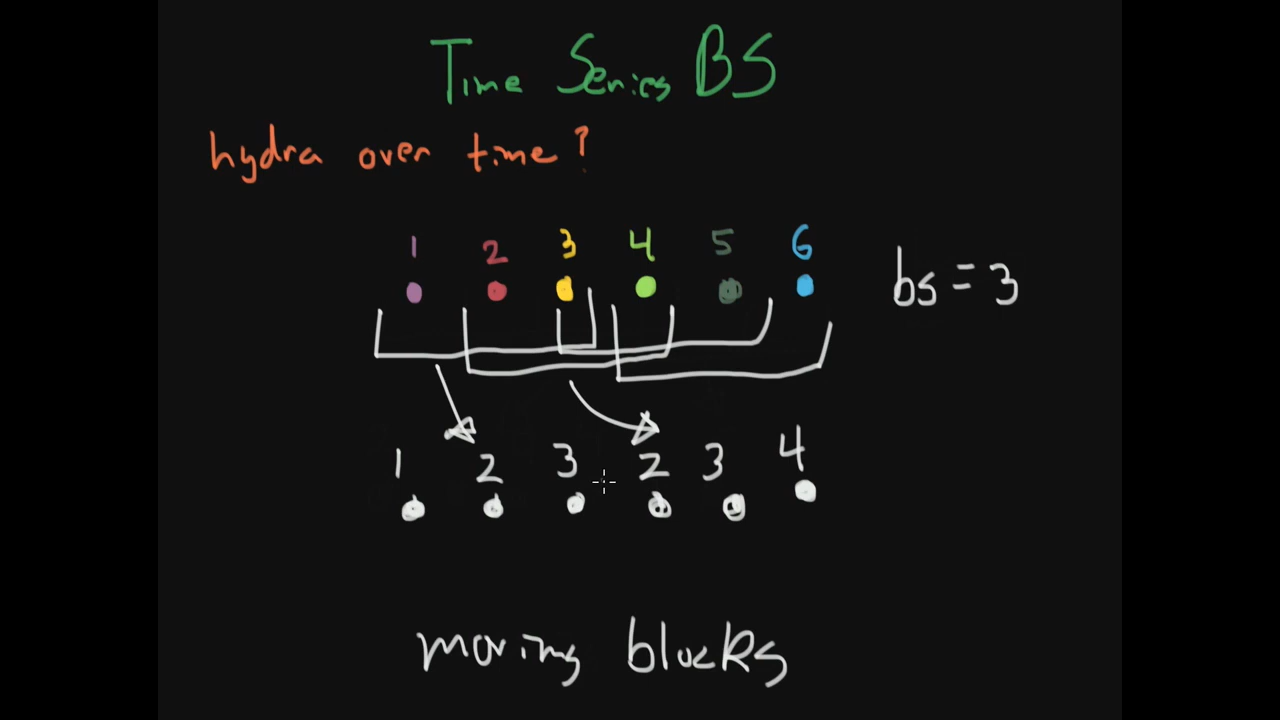 Time Series BS
hydra over time?
1 2 3 4 5 6
bs = 3
1 2 3 2 3 4
moving blocks